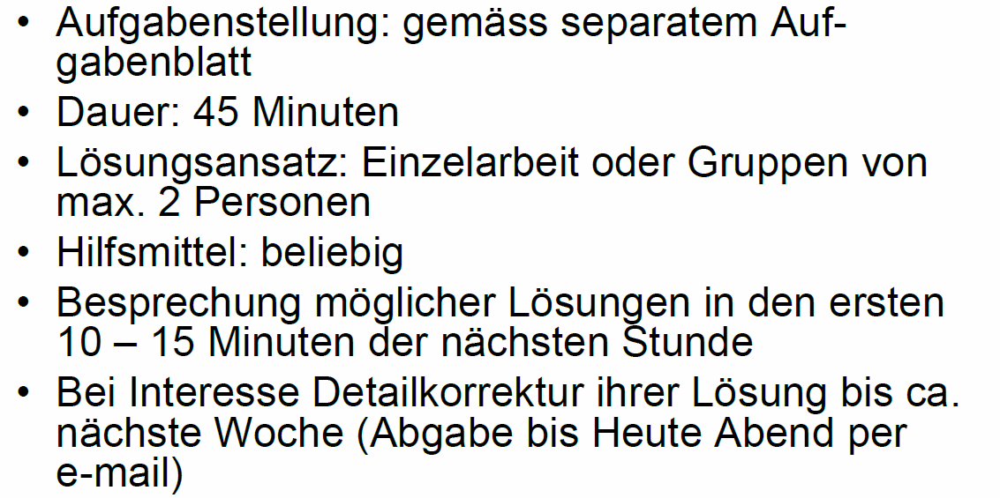 • Aufgabenstellung: gemäss separatem Auf-
gabenblatt
• Dauer: 45 Minuten
• Lösungsansatz: Einzelarbeit oder Gruppen von
max. 2 Personen
• Hilfsmittel: beliebig
• Besprechung möglicher Lösungen in den ersten
10 – 15 Minuten der nächsten Stunde
• Bei Interesse Detailkorrektur ihrer Lösung bis ca.
nächste Woche (Abgabe bis Heute Abend per
e-mail)